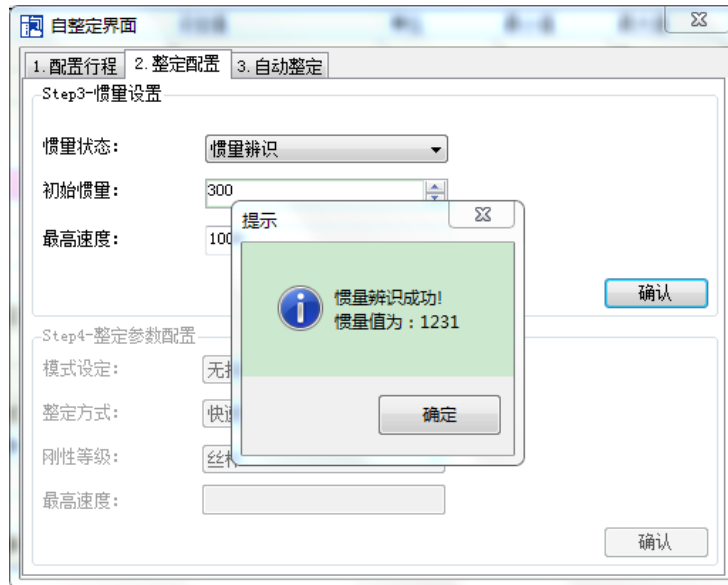 自整定界面
1.配置行程 2.整定配置 3.自动整定
Step3-惯量设置
惯量状态： 惯量辨识
初始惯量： 300
最高速度： 100
提示
惯量辨识成功!
惯量值为：1231
确定
确认
Step4-整定参数配置
模式设定：
整定方式： 快速
刚性等级： 丝杆
最高速度：
确认